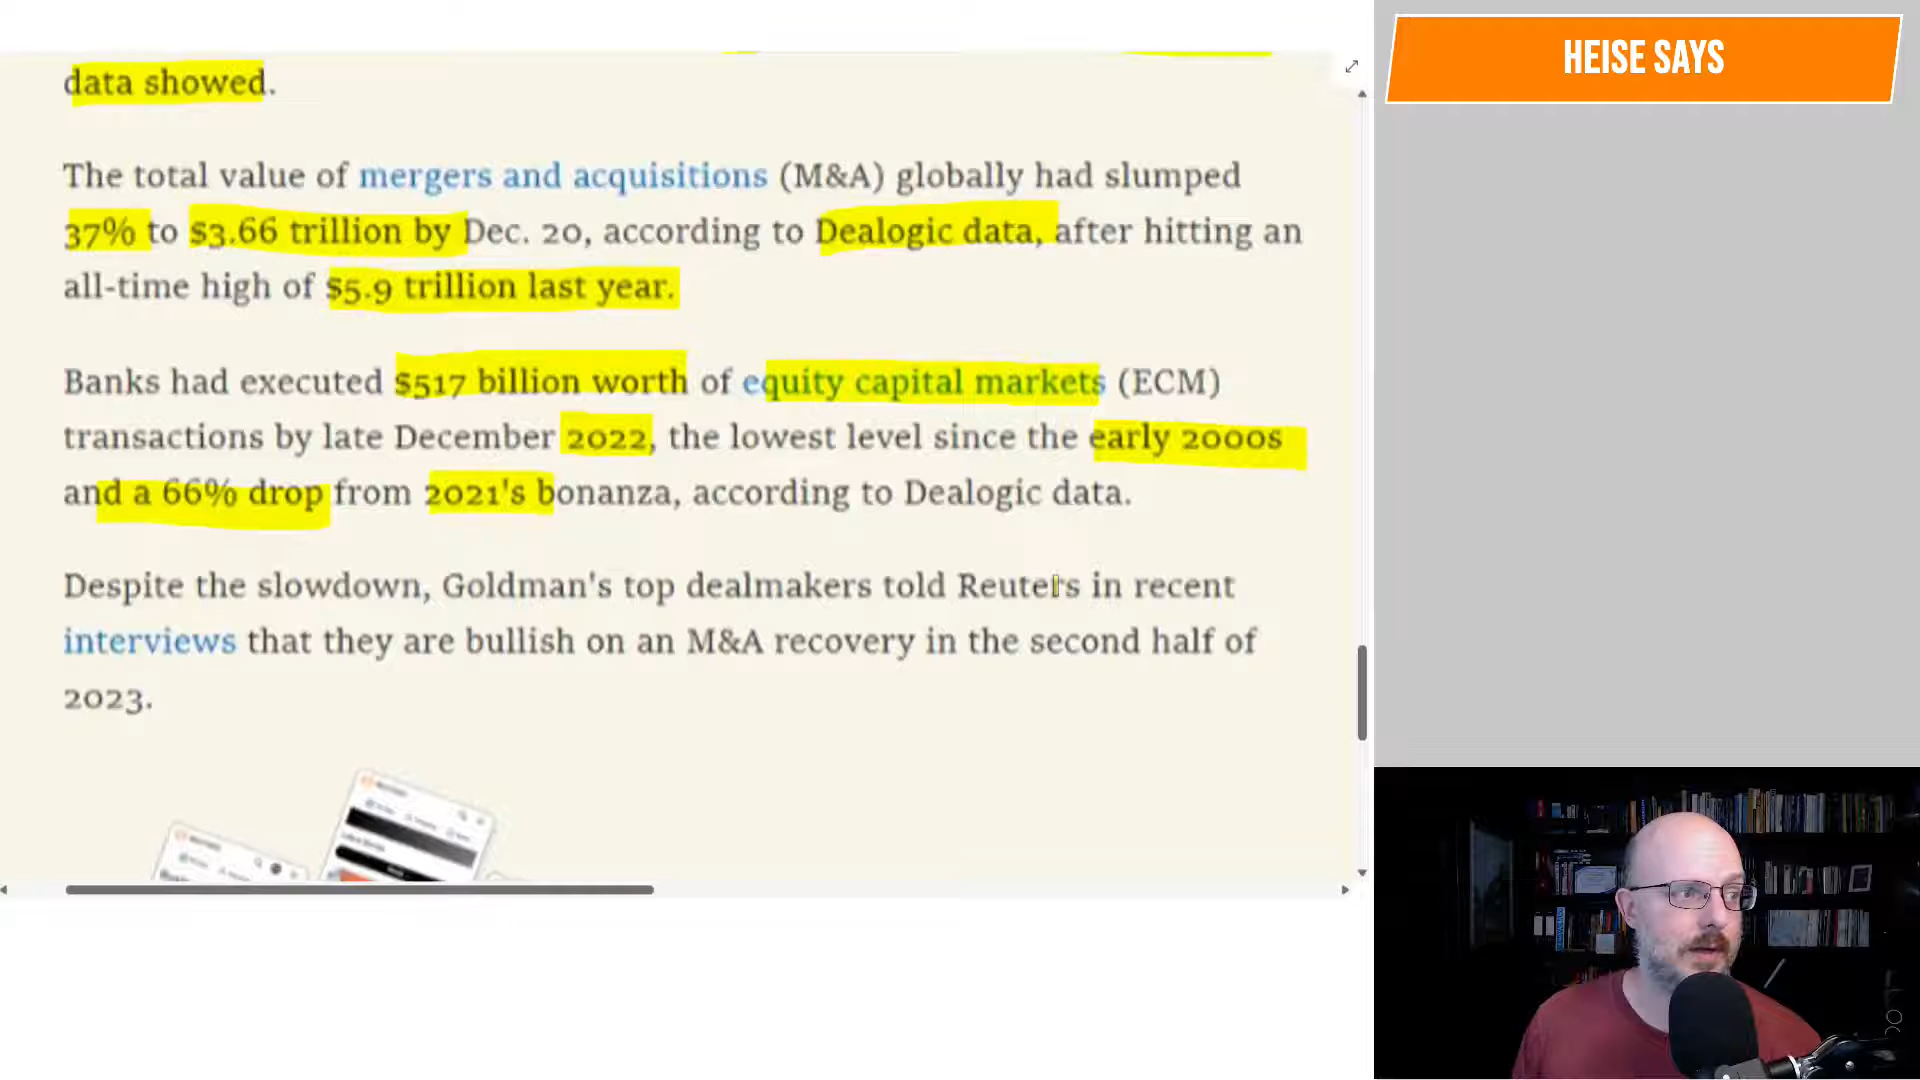 HEISE SAYS
data showed.
The total value of mergers and acquisitions (M&A) globally had slumped
37% to $3.66 trillion by Dec. 20, according to Dealogic data, after hitting an
all-time high of $5.9 trillion last year.
Banks had executed $517 billion worth of equity capital markets (ECM)
transactions by late December 2022, the lowest level since the early 2000s
and a 66% drop from 2021's bonanza, according to Dealogic data.
Despite the slowdown, Goldman's top dealmakers told Reuters in recent
interviews that they are bullish on an M&A recovery in the second half of
2023.